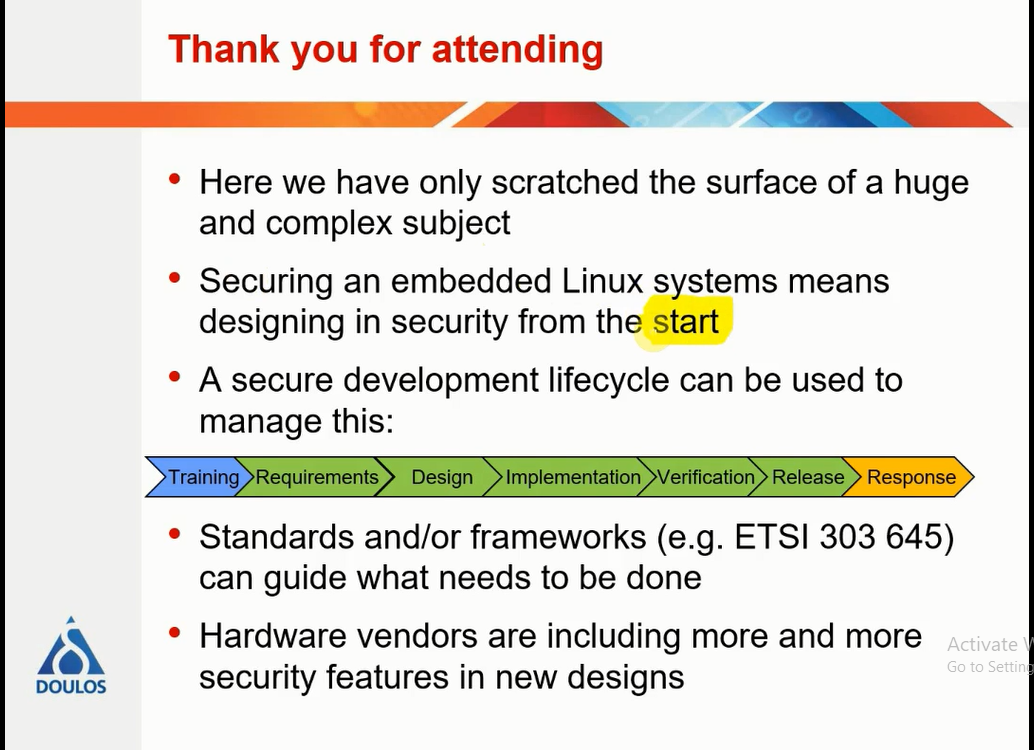 Thank you for attending
• Here we have only scratched the surface of a huge
and complex subject
• Securing an embedded Linux systems means
designing in security from the start
• A secure development lifecycle can be used to
manage this:
Training Requirements Design Implementation Verification Release Response
• Standards and/or frameworks (e.g. ETSI 303 645)
can guide what needs to be done
• Hardware vendors are including more and more
security features in new designs
Activate W
Go to Setting
DOULOS